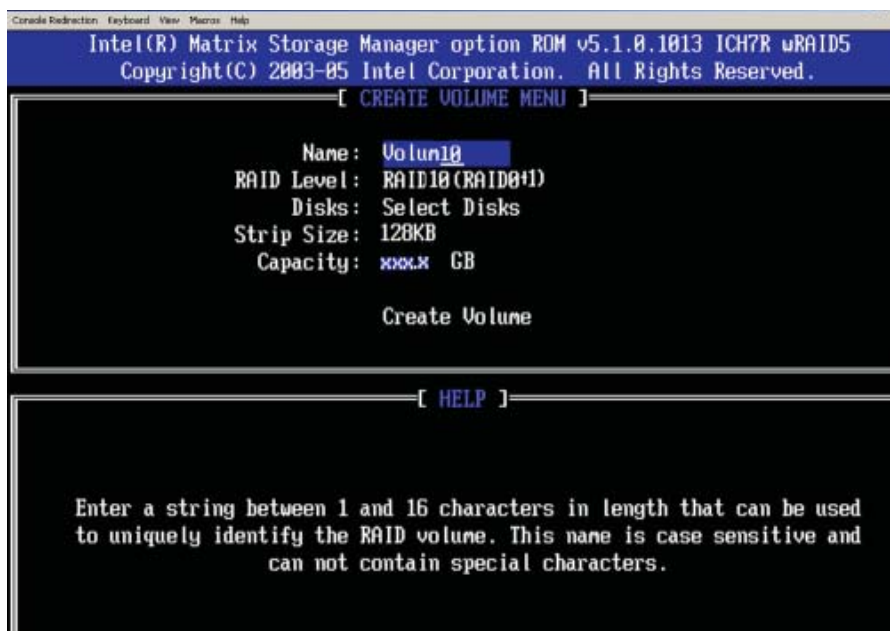 Console Redirection Keyboard View Macros Help
Intel(R) Matrix Storage Manager option ROM v5.1.0.1013 ICH7R wRAID5
Copyright(C) 2003-05 Intel Corporation. All Rights Reserved.
[ CREATE VOLUME MENU ]
Name: Volum10
RAID Level: RAID10(RAID0+1)
Disks: Select Disks
Strip Size: 128KB
Capacity: xxx.x GB
Create Volume
[ HELP ]
Enter a string between 1 and 16 characters in length that can be used
to uniquely identify the RAID volume. This name is case sensitive and
can not contain special characters.